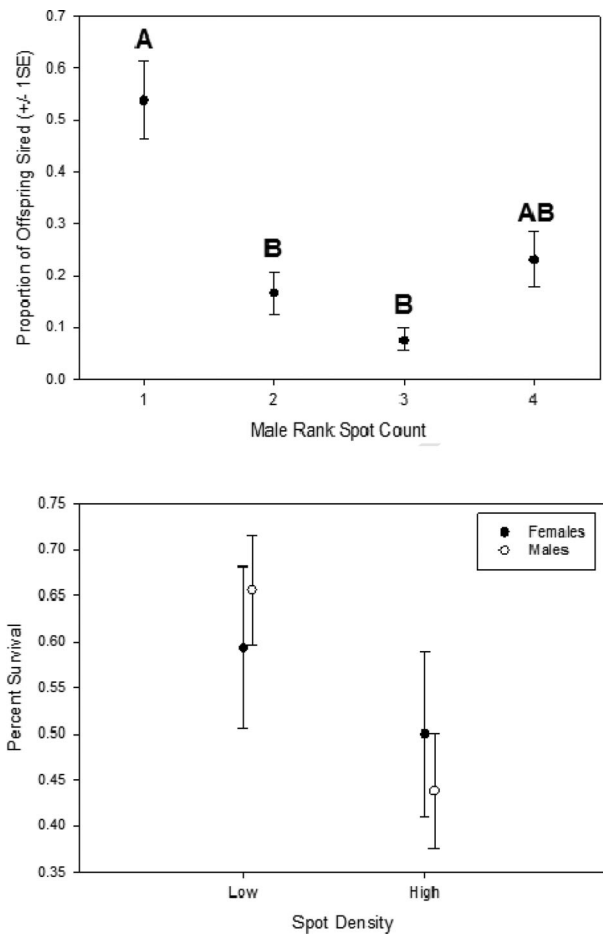 Proportion of Offspring Sired (+/- 1SE)
0.7
0.6
0.5
0.4
0.3
0.2
0.1
0.0
A
B
B
AB
1 2 3 4
Male Rank Spot Count
Percent Survival
0.75
0.70
0.65
0.60
0.55
0.50
0.45
0.40
0.35
Females
Males
Low High
Spot Density